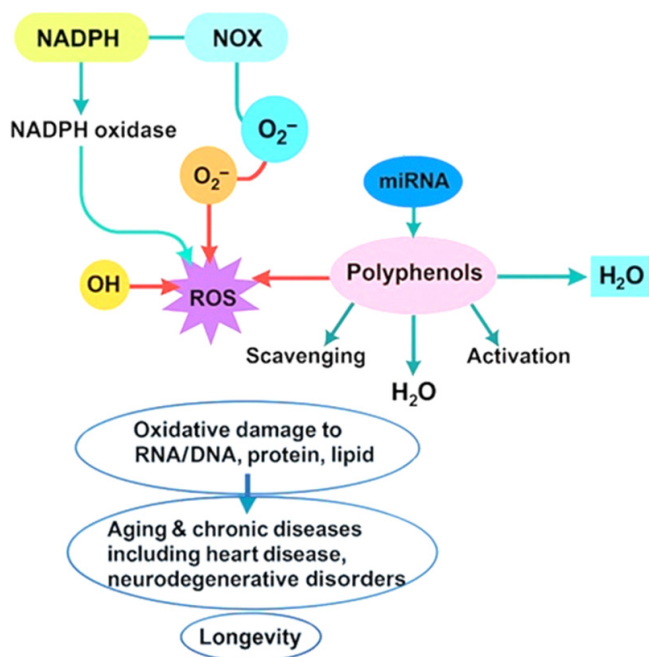 NADPH
NOX
NADPH oxidase
O₂⁻
O₂⁻
miRNA
OH
ROS
Polyphenols
H₂O
Scavenging
Activation
H₂O
Oxidative damage to
RNA/DNA, protein, lipid
Aging & chronic diseases
including heart disease,
neurodegenerative disorders
Longevity